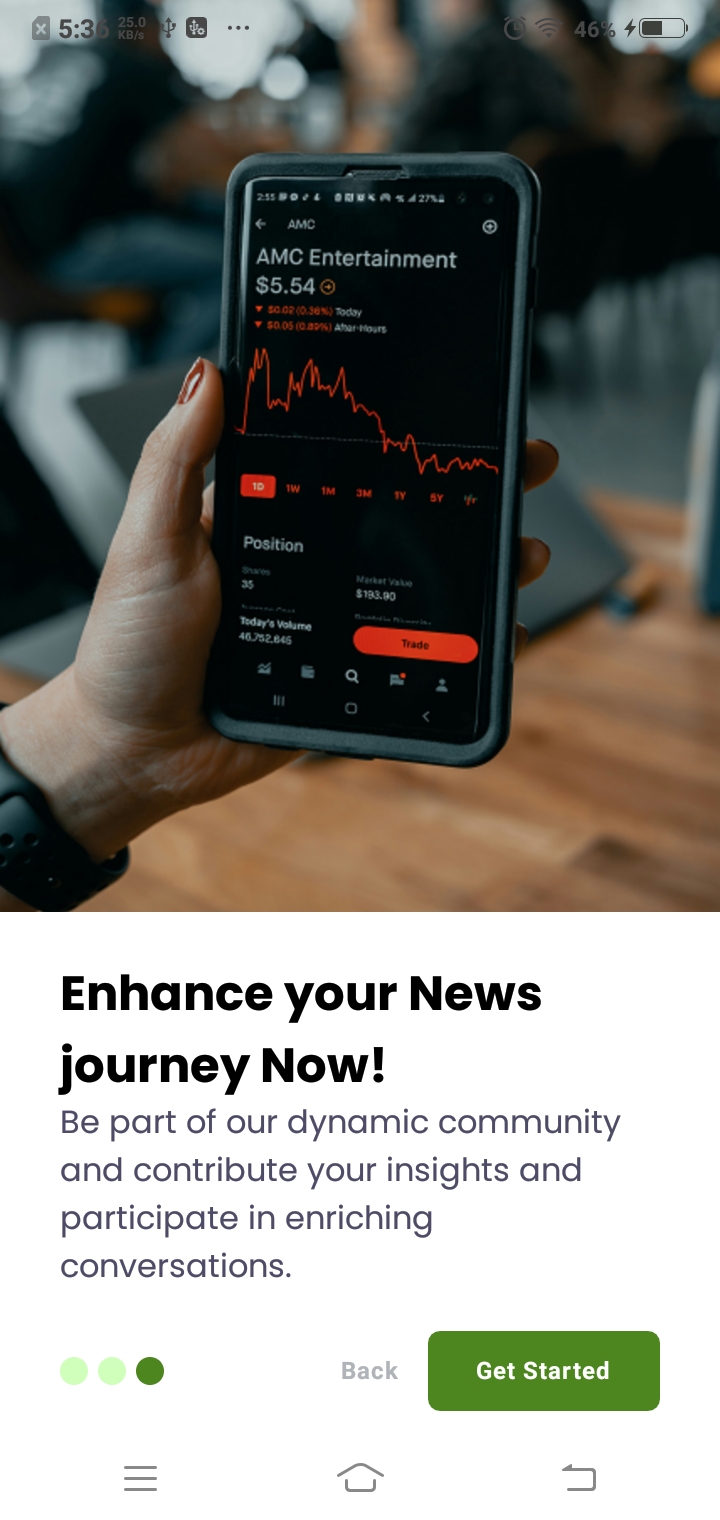 5:36 25.0 KB/s 46%
2:55 27%
AMC
AMC Entertainment
$5.54
$0.02 (0.36%) Today
$0.05 (0.89%) After-Hours
1D 1W 1M 3M 1Y 5Y
Position
Shares Market Value
35 $193.90
Today's Volume
46,752,645
Trade
Enhance your News
journey Now!
Be part of our dynamic community
and contribute your insights and
participate in enriching
conversations.
Back Get Started